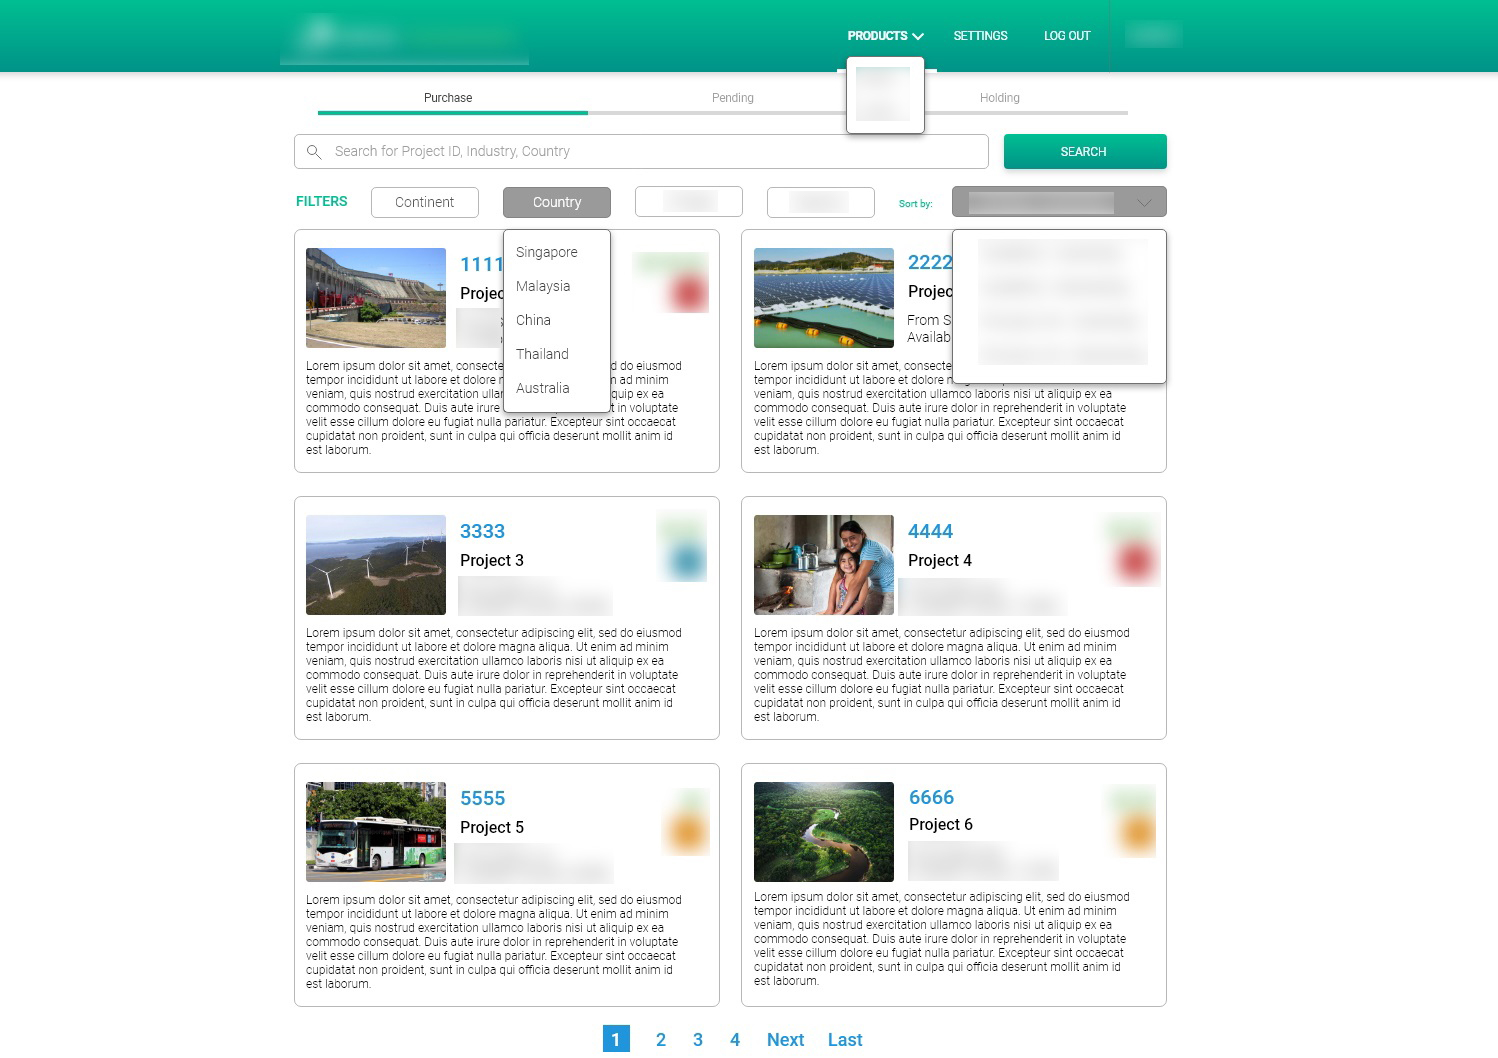 PRODUCTS
SETTINGS
LOG OUT
Purchase
Pending
Holding
Search for Project ID, Industry, Country
SEARCH
FILTERS
Continent
Country
Sort by:
Singapore
Malaysia
China
Thailand
Australia
1111
Projec
Lorem ipsum dolor sit amet, consecte d do eiusmod
tempor incididunt ut labore et dolore n m ad minim
veniam, quis nostrud exercitation ullar quip ex ea
commodo consequat. Duis aute irure t in voluptate
velit esse cillum dolore eu fugiat nulla pariatur. Excepteur sint occaecat
cupidatat non proident, sunt in culpa qui officia deserunt mollit anim id
est laborum.
2222
Projec
From S
Availab
Lorem ipsum dolor sit amet, consecte
tempor incididunt ut labore et dolore magna aliqua. Ut enim ad minim
veniam, quis nostrud exercitation ullamco laboris nisi ut aliquip ex ea
commodo consequat. Duis aute irure dolor in reprehenderit in voluptate
velit esse cillum dolore eu fugiat nulla pariatur. Excepteur sint occaecat
cupidatat non proident, sunt in culpa qui officia deserunt mollit anim id
est laborum.
3333
Project 3
Lorem ipsum dolor sit amet, consectetur adipiscing elit, sed do eiusmod
tempor incididunt ut labore et dolore magna aliqua. Ut enim ad minim
veniam, quis nostrud exercitation ullamco laboris nisi ut aliquip ex ea
commodo consequat. Duis aute irure dolor in reprehenderit in voluptate
velit esse cillum dolore eu fugiat nulla pariatur. Excepteur sint occaecat
cupidatat non proident, sunt in culpa qui officia deserunt mollit anim id
est laborum.
4444
Project 4
Lorem ipsum dolor sit amet, consectetur adipiscing elit, sed do eiusmod
tempor incididunt ut labore et dolore magna aliqua. Ut enim ad minim
veniam, quis nostrud exercitation ullamco laboris nisi ut aliquip ex ea
commodo consequat. Duis aute irure dolor in reprehenderit in voluptate
velit esse cillum dolore eu fugiat nulla pariatur. Excepteur sint occaecat
cupidatat non proident, sunt in culpa qui officia deserunt mollit anim id
est laborum.
5555
Project 5
Lorem ipsum dolor sit amet, consectetur adipiscing elit, sed do eiusmod
tempor incididunt ut labore et dolore magna aliqua. Ut enim ad minim
veniam, quis nostrud exercitation ullamco laboris nisi ut aliquip ex ea
commodo consequat. Duis aute irure dolor in reprehenderit in voluptate
velit esse cillum dolore eu fugiat nulla pariatur. Excepteur sint occaecat
cupidatat non proident, sunt in culpa qui officia deserunt mollit anim id
est laborum.
6666
Project 6
Lorem ipsum dolor sit amet, consectetur adipiscing elit, sed do eiusmod
tempor incididunt ut labore et dolore magna aliqua. Ut enim ad minim
veniam, quis nostrud exercitation ullamco laboris nisi ut aliquip ex ea
commodo consequat. Duis aute irure dolor in reprehenderit in voluptate
velit esse cillum dolore eu fugiat nulla pariatur. Excepteur sint occaecat
cupidatat non proident, sunt in culpa qui officia deserunt mollit anim id
est laborum.
1 2 3 4 Next Last